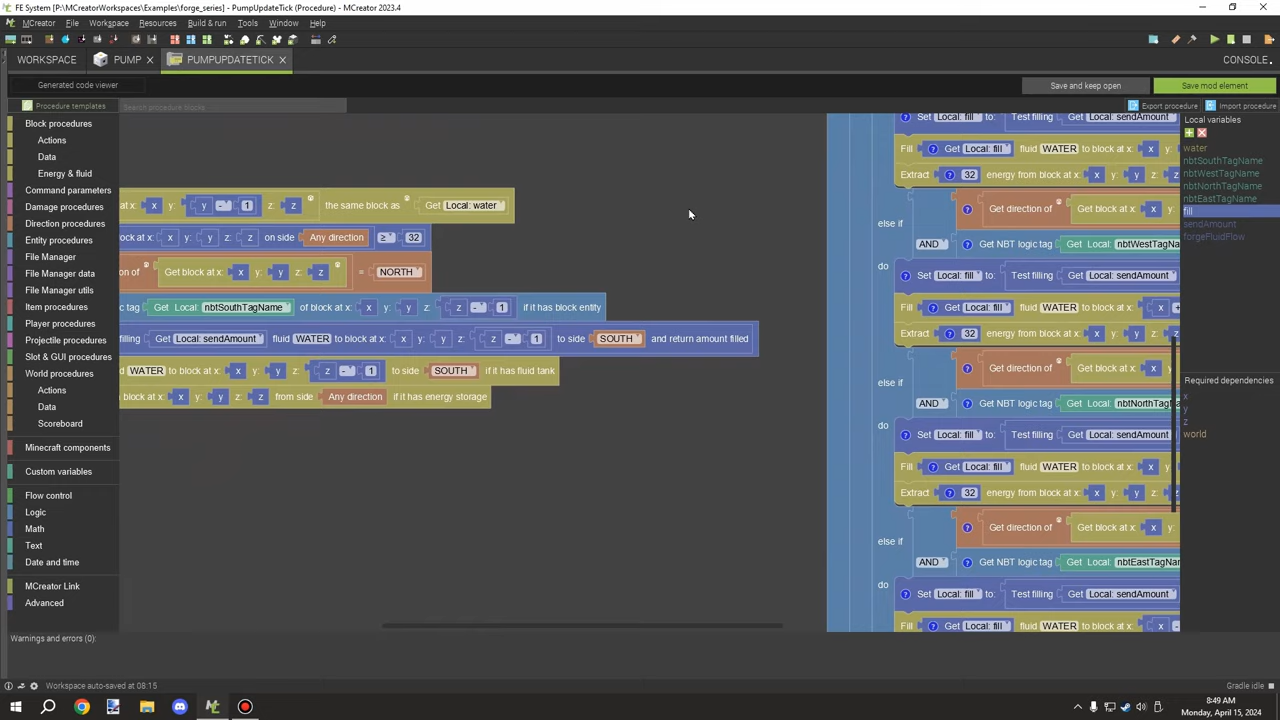 FE System [P:\MCreatorWorkspaces\Examples\forge_series] - PumpUpdateTick (Procedure) - MCreator 2023.4
MCreator File Resources Build & run Tools Window Help
WORKSPACE PUMP PUMPUPDATETICK CONSOLE
Generated code viewer Save and keep open Save mod element
Procedure templates Search procedure blocks Export procedure Import procedure
Block procedures
Actions
Data
Energy & fluid
Command parameters
Damage procedures
Direction procedures
Entity procedures
File Manager
File Manager data
File Manager utils
Item procedures
Player procedures
Projectile procedures
Slot & GUI procedures
World procedures
Actions
Data
Scoreboard
Minecraft components
Custom variables
Flow control
Logic
Math
Text
Date and time
MCreator Link
Advanced
at x: x y: y - 1 z: z the same block as Get Local: water
ock at x: x y: y z: z on side Any direction ≥ 32
on of Get block at x: x y: y z: z = NORTH
c tag Get Local: nbtSouthTagName of block at x: x y: y z: z - 1 if it has block entity
filling Get Local: sendAmount fluid WATER to block at x: x y: y z: z - 1 to side SOUTH and return amount filled
d WATER to block at x: x y: y z: z - 1 to side SOUTH if it has fluid tank
block at x: x y: y z: z from side Any direction if it has energy storage
Set Local: fill to: Test filling Get Local: sendAmount
Fill Get Local: fill fluid WATER to block at x: x y: y z:
Extract 32 energy from block at x: x y: y z: z
else if Get direction of Get block at x: x y:
AND Get NBT logic tag Get Local: nbtWestTagN
do Set Local: fill to: Test filling Get Local: sendAmount
Fill Get Local: fill fluid WATER to block at x: x +
Extract 32 energy from block at x: x y: y z: z
else if Get direction of Get block at x: x y:
AND Get NBT logic tag Get Local: nbtNorthTagN
do Set Local: fill to: Test filling Get Local: sendAmount
Fill Get Local: fill fluid WATER to block at x: x y: y z:
Extract 32 energy from block at x: x y: y z: z
else if Get direction of Get block at x: x y:
AND Get NBT logic tag Get Local: nbtEastTagNar
do Set Local: fill to: Test filling Get Local: sendAmount
Fill Get Local: fill fluid WATER to block at x: x -
Local variables
water
nbtSouthTagName
nbtWestTagName
nbtNorthTagName
nbtEastTagName
fill
sendAmount
forgeFluidFlow
Required dependencies
x
y
z
world
Warnings and errors (0):
Workspace auto-saved at 08:15 Gradle idle
8:49 AM
Monday, April 15, 2024